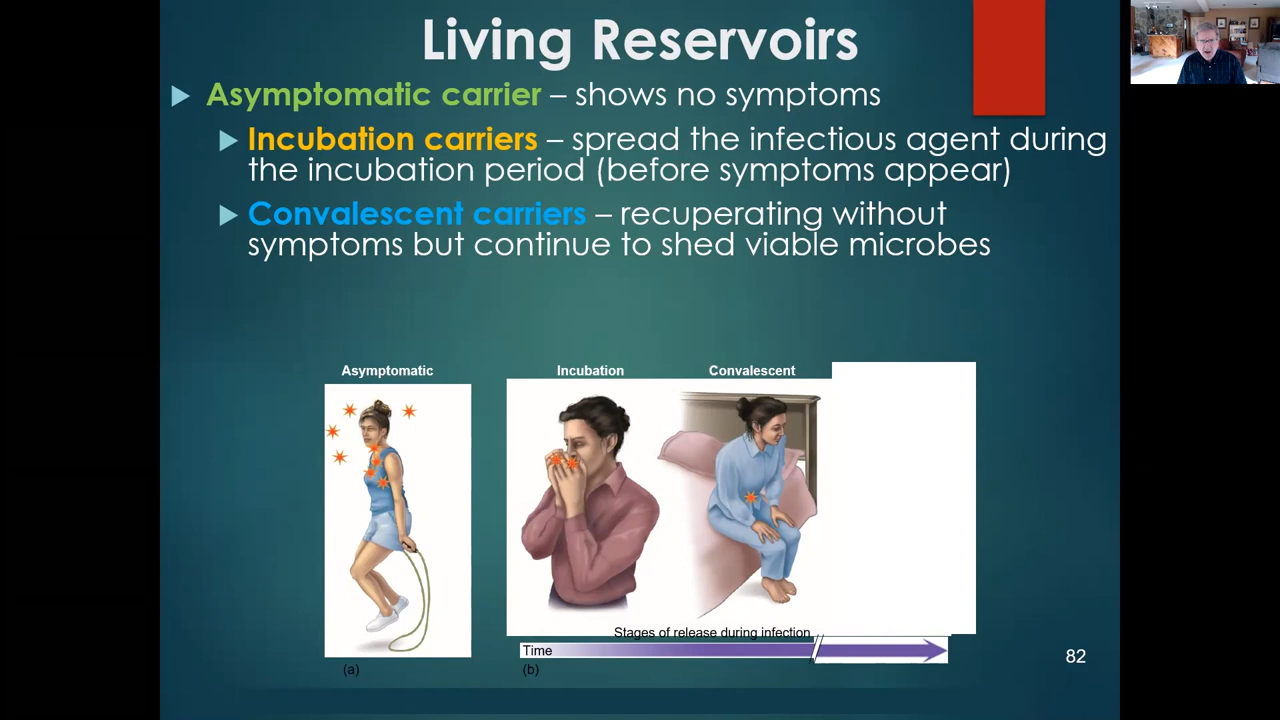 Living Reservoirs
Asymptomatic carrier – shows no symptoms
Incubation carriers – spread the infectious agent during
the incubation period (before symptoms appear)
Convalescent carriers – recuperating without
symptoms but continue to shed viable microbes
Asymptomatic
Incubation
Convalescent
Stages of release during infection
Time
(a)
(b)
82